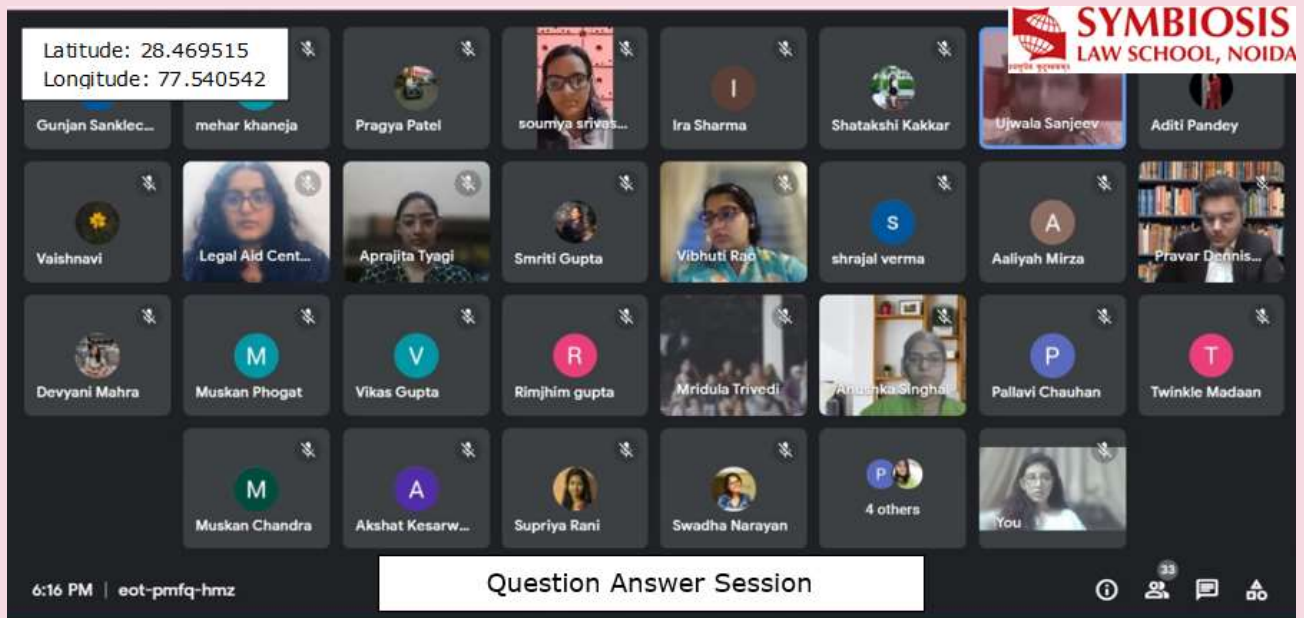 Latitude: 28.469515
Longitude: 77.540542
SYMBIOSIS
LAW SCHOOL, NOIDA
Gunjan Sanklec...
mehar khaneja
Pragya Patel
soumya srivas...
Ira Sharma
Shatakshi Kakkar
Ujwala Sanjeev
Aditi Pandey
Vaishnavi
Legal Aid Cent...
Aprajita Tyagi
Smriti Gupta
Vibhuti Rao
S
shrajal verma
A
Aaliyah Mirza
Pravar Dennis...
Devyani Mahra
M
Muskan Phogat
V
Vikas Gupta
R
Rimjhim gupta
Mridula Trivedi
Anushka Singhal
P
Pallavi Chauhan
T
Twinkle Madaan
I
M
Muskan Chandra
A
Akshat Kesarw...
Supriya Rani
Swadha Narayan
P
4 others
You
6:16 PM | eot-pmfq-hmz
Question Answer Session
33